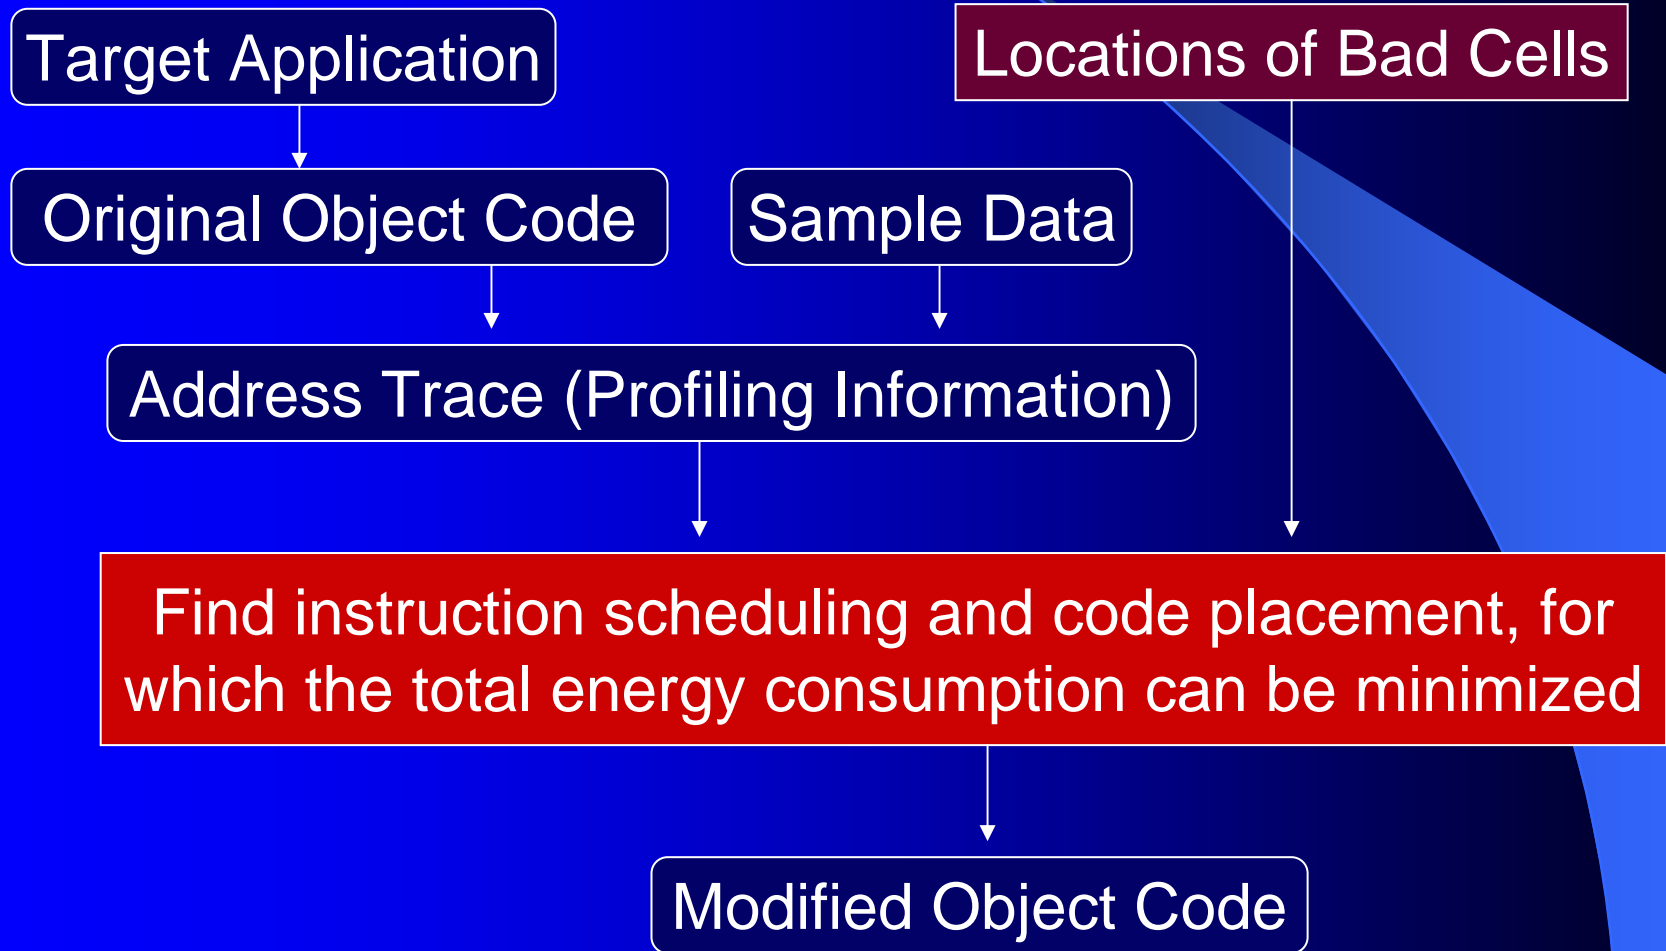 Target Application
Locations of Bad Cells
Original Object Code
Sample Data
Address Trace (Profiling Information)
Find instruction scheduling and code placement, for
which the total energy consumption can be minimized
Modified Object Code